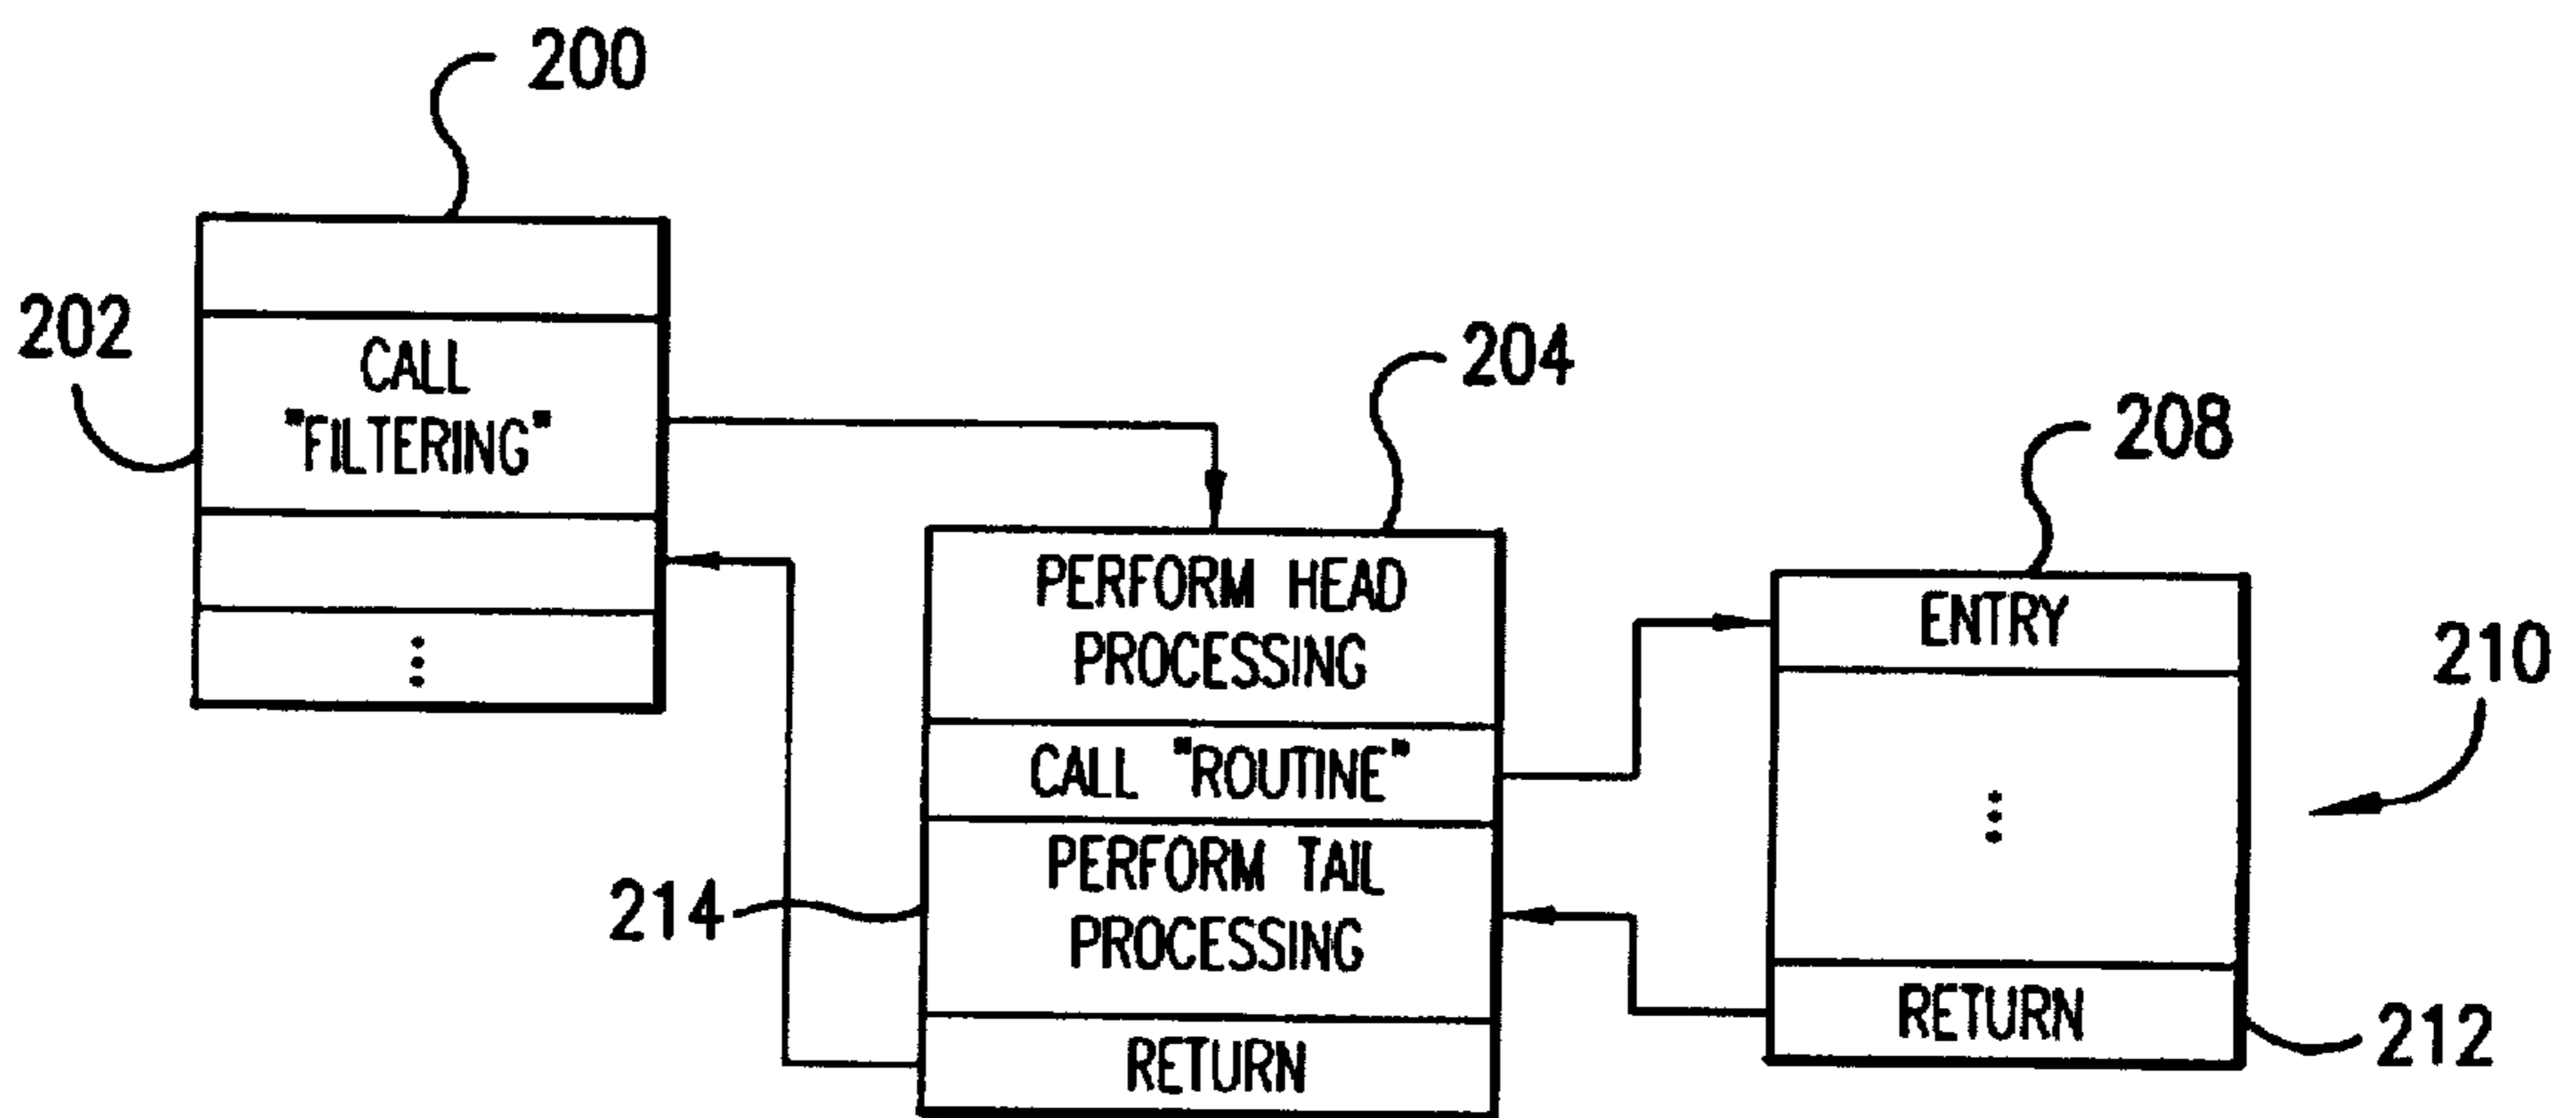 200
202
CALL
"FILTERING"
204
PERFORM HEAD
PROCESSING
CALL "ROUTINE"
PERFORM TAIL
PROCESSING
214
RETURN
208
ENTRY
210
RETURN
212